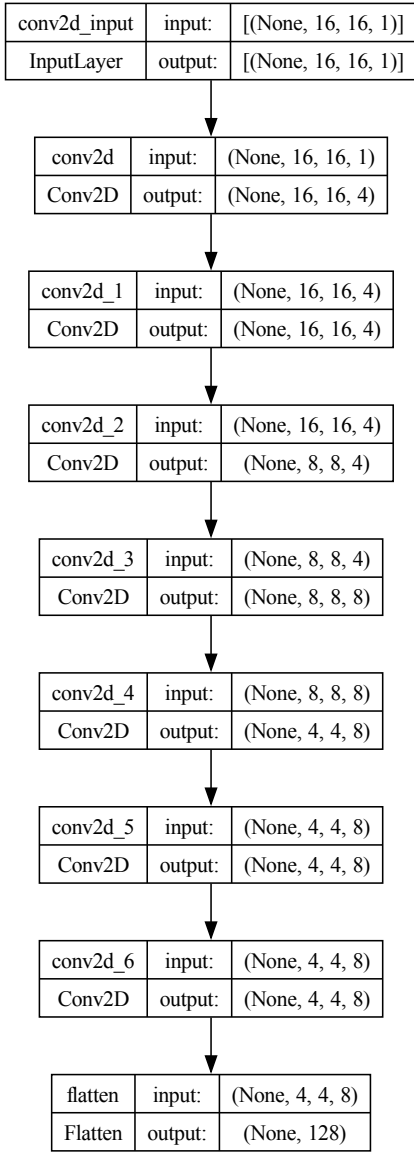 conv2d_input input: [(None, 16, 16, 1)]
InputLayer output: [(None, 16, 16, 1)]
conv2d input: (None, 16, 16, 1)
Conv2D output: (None, 16, 16, 4)
conv2d_1 input: (None, 16, 16, 4)
Conv2D output: (None, 16, 16, 4)
conv2d_2 input: (None, 16, 16, 4)
Conv2D output: (None, 8, 8, 4)
conv2d_3 input: (None, 8, 8, 4)
Conv2D output: (None, 8, 8, 8)
conv2d_4 input: (None, 8, 8, 8)
Conv2D output: (None, 4, 4, 8)
conv2d_5 input: (None, 4, 4, 8)
Conv2D output: (None, 4, 4, 8)
conv2d_6 input: (None, 4, 4, 8)
Conv2D output: (None, 4, 4, 8)
flatten input: (None, 4, 4, 8)
Flatten output: (None, 128)